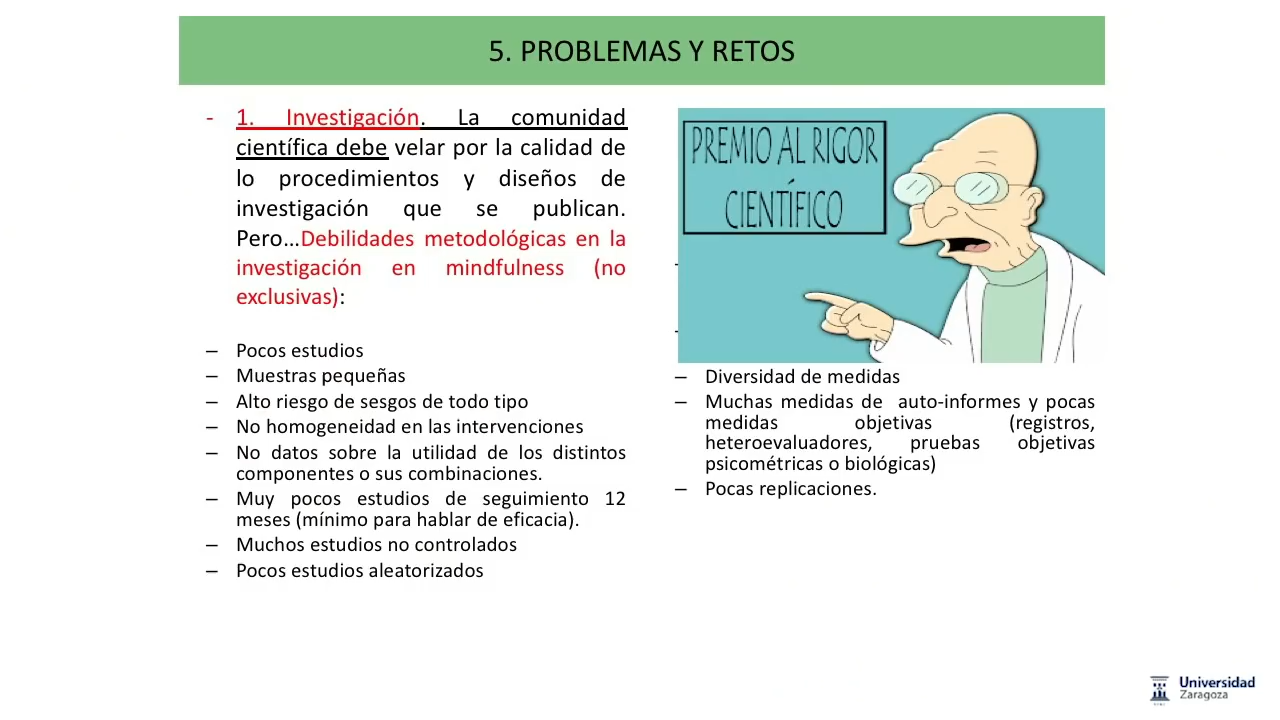 5. PROBLEMAS Y RETOS
- 1. Investigación. La comunidad
científica debe velar por la calidad de
lo procedimientos y diseños de
investigación que se publican.
Pero…Debilidades metodológicas en la
investigación en mindfulness (no
exclusivas):
– Pocos estudios
– Muestras pequeñas
– Alto riesgo de sesgos de todo tipo
– No homogeneidad en las intervenciones
– No datos sobre la utilidad de los distintos
componentes o sus combinaciones.
– Muy pocos estudios de seguimiento 12
meses (mínimo para hablar de eficacia).
– Muchos estudios no controlados
– Pocos estudios aleatorizados
PREMIO AL RIGOR
CIENTÍFICO
– Diversidad de medidas
– Muchas medidas de auto-informes y pocas
medidas objetivas (registros,
heteroevaluadores, pruebas objetivas
psicométricas o biológicas)
– Pocas replicaciones.
Universidad
Zaragoza